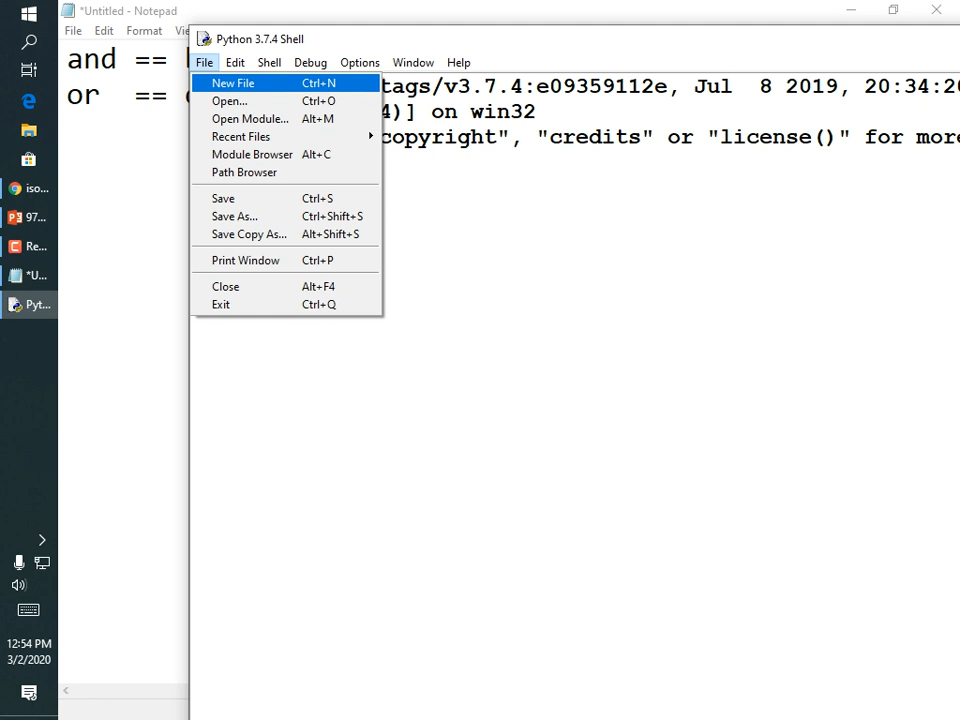 *Untitled - Notepad
File Edit Format
and ==
or ==
Python 3.7.4 Shell
File Edit Shell Debug Options Window Help
tags/v3.7.4:e09359112e, Jul 8 2019, 20:34:20
4)] on win32
copyright", "credits" or "license()" for more
New File Ctrl+N
Open... Ctrl+O
Open Module... Alt+M
Recent Files
Module Browser Alt+C
Path Browser
Save Ctrl+S
Save As... Ctrl+Shift+S
Save Copy As... Alt+Shift+S
Print Window Ctrl+P
Close Alt+F4
Exit Ctrl+Q
iso...
97...
Re...
*U...
Pyt...
12:54 PM
3/2/2020